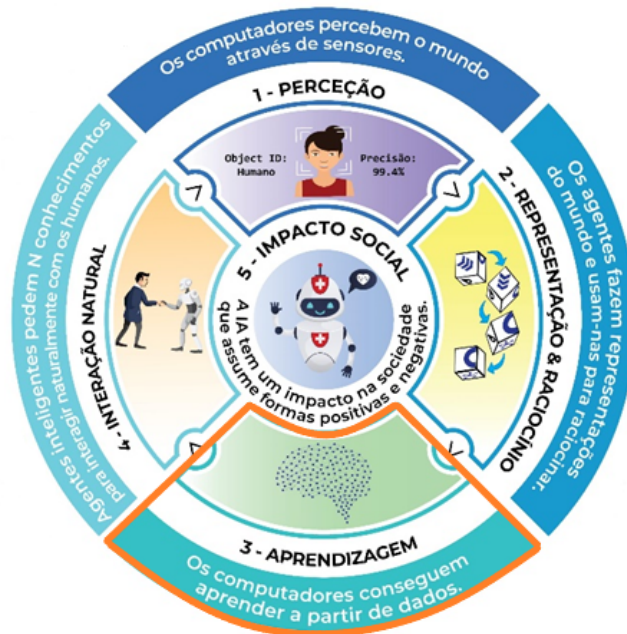 Os computadores percebem o mundo
através de sensores.
1 - PERCEÇÃO
Object ID:
Humano
Precisão:
99.4%
2 - REPRESENTAÇÃO & RACIOCÍNIO
Os agentes fazem representações
do mundo e usam-nas para raciocinar.
3 - APRENDIZAGEM
Os computadores conseguem
aprender a partir de dados.
4 - INTERAÇÃO NATURAL
Agentes inteligentes pedem N conhecimentos
para interagir naturalmente com os humanos.
5 - IMPACTO SOCIAL
A IA tem um impacto na sociedade
que assume formas positivas e negativas.